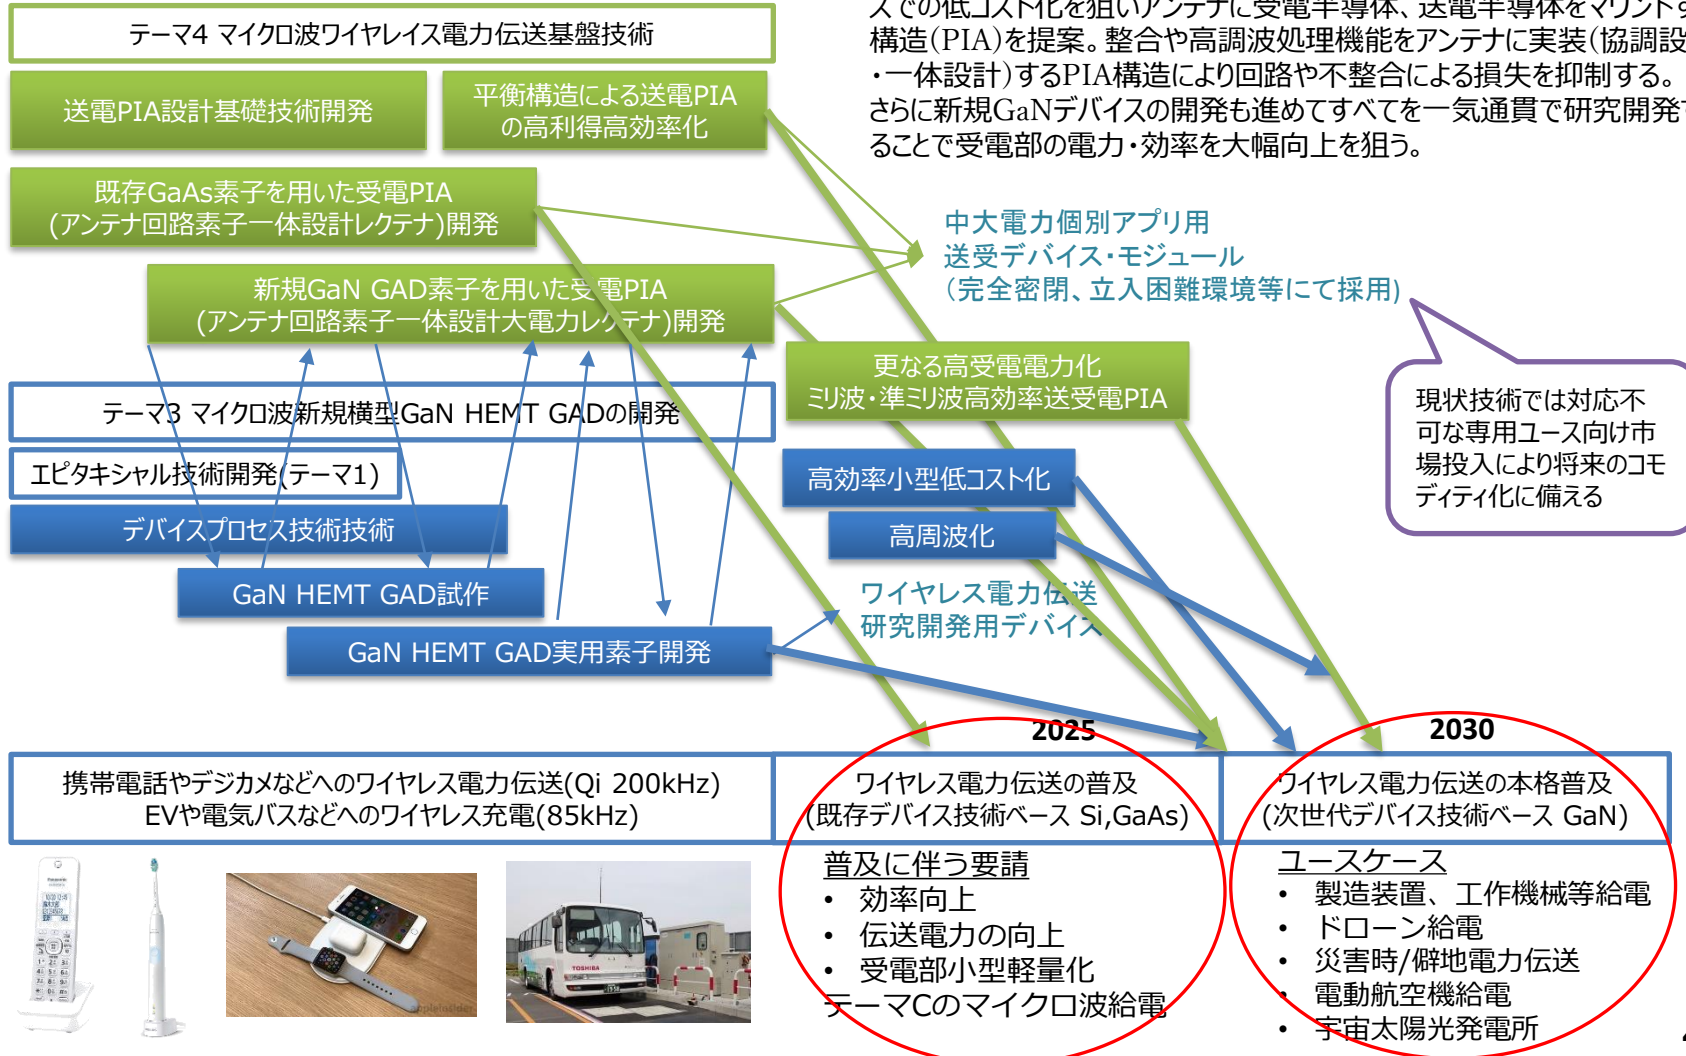 テーマ4 マイクロ波ワイヤレイス電力伝送基盤技術
スでの低コスト化を狙いアンテナに受電半導体、送電半導体をマウントす
構造(PIA)を提案。整合や高調波処理機能をアンテナに実装(協調設
・一体設計)するPIA構造により回路や不整合による損失を抑制する。
さらに新規GaNデバイスの開発も進めてすべてを一気通貫で研究開発す
ることで受電部の電力・効率を大幅向上を狙う。
送電PIA設計基礎技術開発
平衡構造による送電PIA
の高利得高効率化
既存GaAs素子を用いた受電PIA
(アンテナ回路素子一体設計レクテナ)開発
新規GaN GAD素子を用いた受電PIA
(アンテナ回路素子一体設計大電力レクテナ)開発
中大電力個別アプリ用
送受デバイス・モジュール
(完全密閉、立入困難環境等にて採用)
更なる高受電電力化
ミリ波・準ミリ波高効率送受電PIA
現状技術では対応不
可な専用ユース向け市
場投入により将来のコモ
ディティ化に備える
テーマ3 マイクロ波新規横型GaN HEMT GADの開発
エピタキシャル技術開発(テーマ1)
デバイスプロセス技術技術
GaN HEMT GAD試作
GaN HEMT GAD実用素子開発
高効率小型低コスト化
高周波化
ワイヤレス電力伝送
研究開発用デバイス
2025
2030
携帯電話やデジカメなどへのワイヤレス電力伝送(Qi 200kHz)
EVや電気バスなどへのワイヤレス充電(85kHz)
ワイヤレス電力伝送の普及
(既存デバイス技術ベース Si,GaAs)
ワイヤレス電力伝送の本格普及
(次世代デバイス技術ベース GaN)
普及に伴う要請
• 効率向上
• 伝送電力の向上
• 受電部小型軽量化
テーマCのマイクロ波給電
ユースケース
• 製造装置、工作機械等給電
• ドローン給電
• 災害時/僻地電力伝送
• 電動航空機給電
• 宇宙太陽光発電所
Panasonic
TOSHIBA
appleinsider